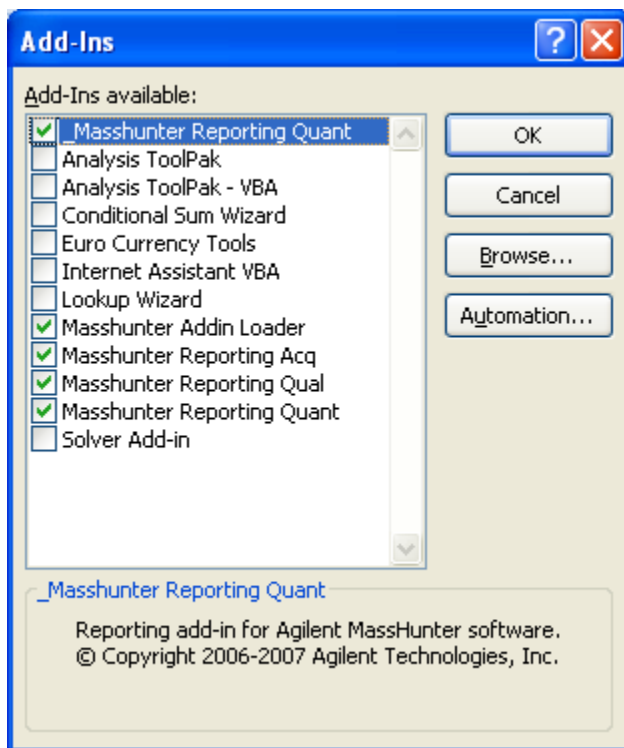 Add-Ins
Add-Ins available:
_Masshunter Reporting Quant
Analysis ToolPak
Analysis ToolPak - VBA
Conditional Sum Wizard
Euro Currency Tools
Internet Assistant VBA
Lookup Wizard
Masshunter Addin Loader
Masshunter Reporting Acq
Masshunter Reporting Qual
Masshunter Reporting Quant
Solver Add-in
OK
Cancel
Browse...
Automation...
_Masshunter Reporting Quant
Reporting add-in for Agilent MassHunter software.
© Copyright 2006-2007 Agilent Technologies, Inc.